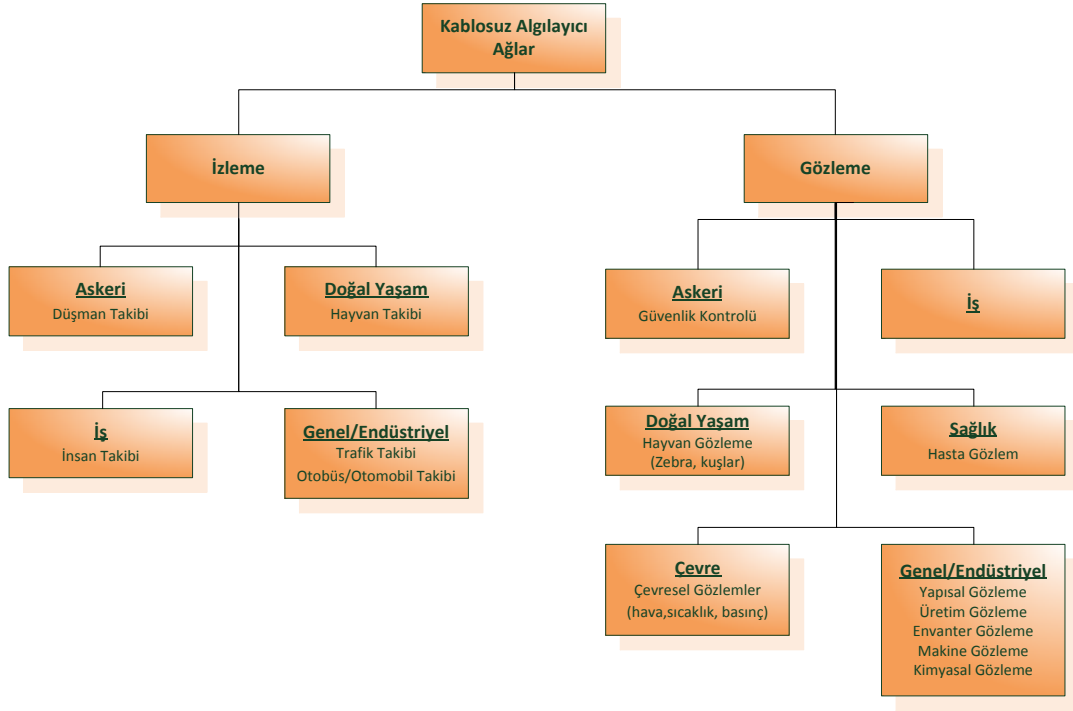 Kablosuz Algılayıcı
Ağlar
İzleme
Gözleme
Askeri
Düşman Takibi
Doğal Yaşam
Hayvan Takibi
Askeri
Güvenlik Kontrolü
İş
İş
İnsan Takibi
Genel/Endüstriyel
Trafik Takibi
Otobüs/Otomobil Takibi
Doğal Yaşam
Hayvan Gözleme
(Zebra, kuşlar)
Sağlık
Hasta Gözlem
Çevre
Çevresel Gözlemler
(hava,sıcaklık, basınç)
Genel/Endüstriyel
Yapısal Gözleme
Üretim Gözleme
Envanter Gözleme
Makine Gözleme
Kimyasal Gözleme